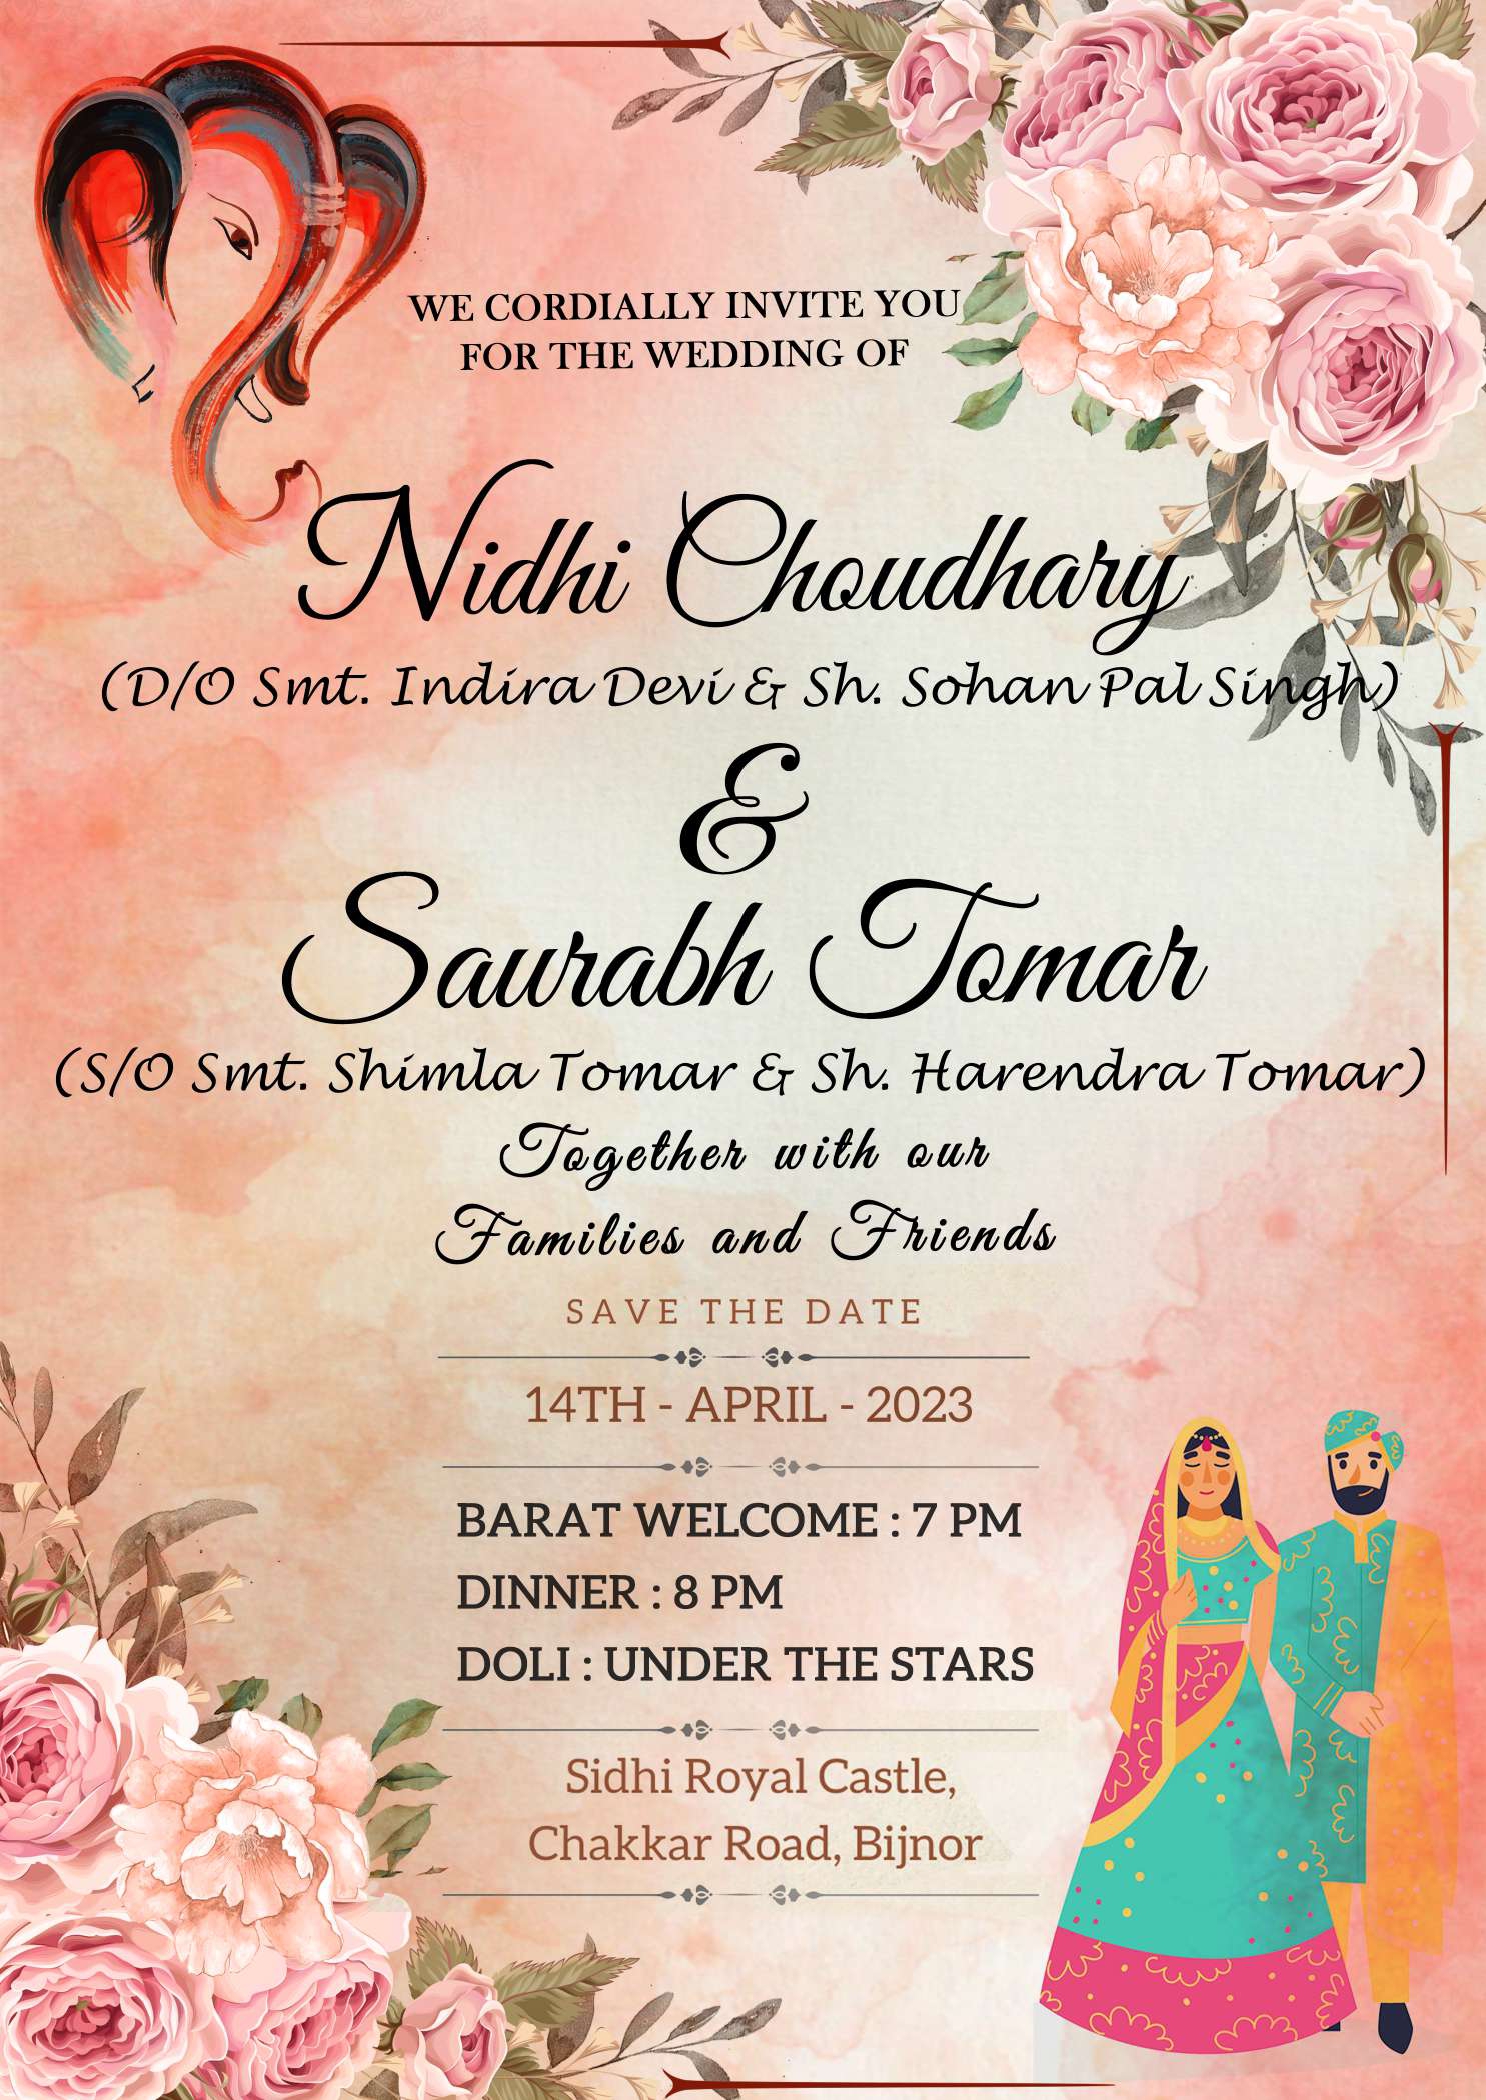 WE CORDIALLY INVITE YOU
FOR THE WEDDING OF
Nidhi Choudhary
(D/O Smt. Indira Devi & Sh. Sohan Pal Singh)
&
Saurabh Tomar
(S/O Smt. Shimla Tomar & Sh. Harendra Tomar)
Together with our
Families and Friends
SAVE THE DATE
14TH - APRIL - 2023
BARAT WELCOME : 7 PM
DINNER : 8 PM
DOLI : UNDER THE STARS
Sidhi Royal Castle,
Chakkar Road, Bijnor